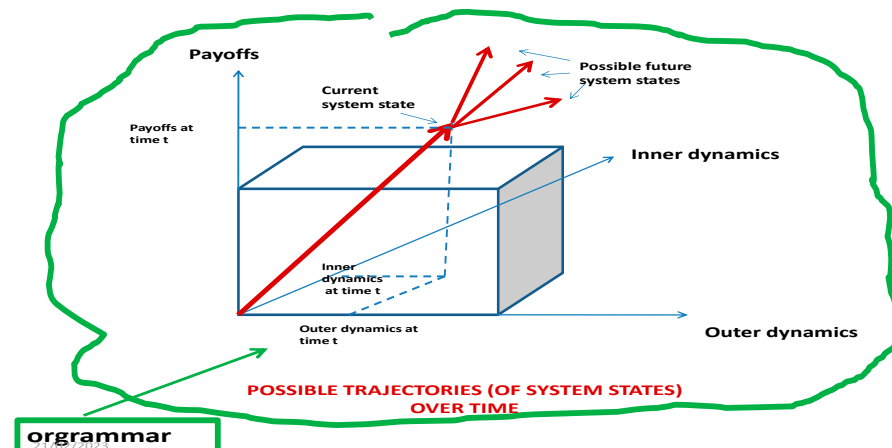 Payoffs
Possible future
system states
Current
system state
Payoffs at
time t
Inner dynamics
Inner
dynamics
at time t
Outer dynamics at
time t
Outer dynamics
POSSIBLE TRAJECTORIES (OF SYSTEM STATES)
OVER TIME
orgrammar